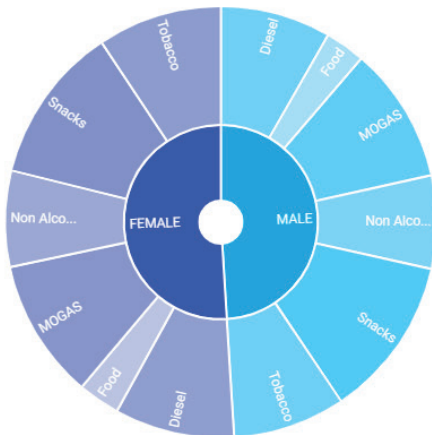 Tobacco
Diesel
Food
MOGAS
Non Alco...
Snacks
Tobacco
Diesel
Food
MOGAS
Non Alco...
Snacks
FEMALE
MALE